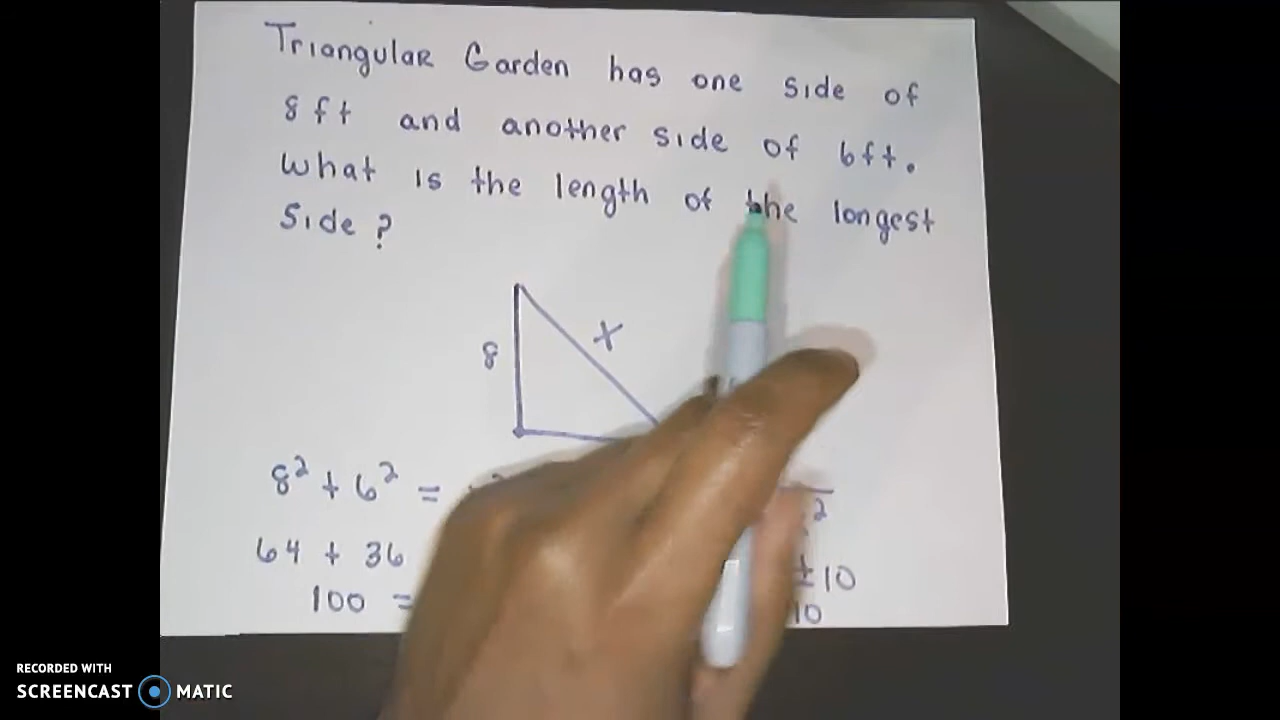 Triangular Garden has one side of
8ft and another side of 6ft.
What is the length of the longest
Side?
8
X
8² + 6² =
64 + 36
100 =
2
± 10
10
RECORDED WITH
SCREENCAST MATIC